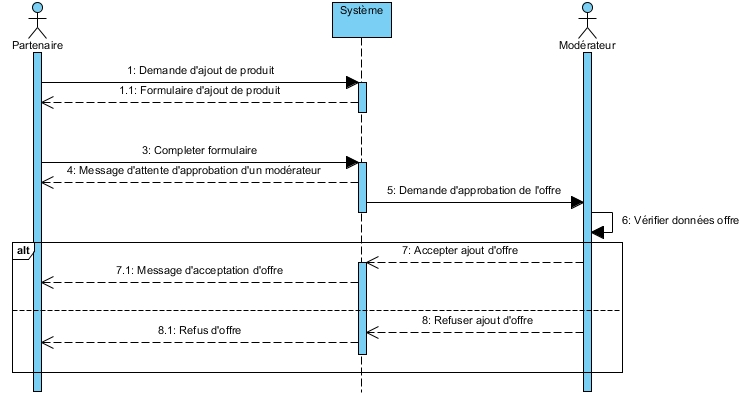 Système
Partenaire
Modérateur
1: Demande d'ajout de produit
1.1: Formulaire d'ajout de produit
3: Completer formulaire
4: Message d'attente d'approbation d'un modérateur
5: Demande d'approbation de l'offre
6: Vérifier données offre
alt
7: Accepter ajout d'offre
7.1: Message d'acceptation d'offre
8: Refuser ajout d'offre
8.1: Refus d'offre